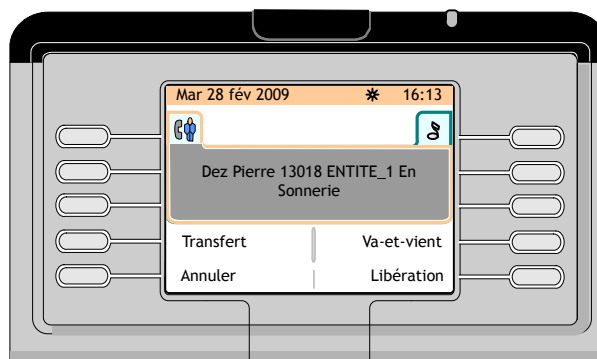 Mar 28 fév 2009 16:13
Dez Pierre 13018 ENTITE_1 En
Sonnerie
Transfert Va-et-vient
Annuler Libération